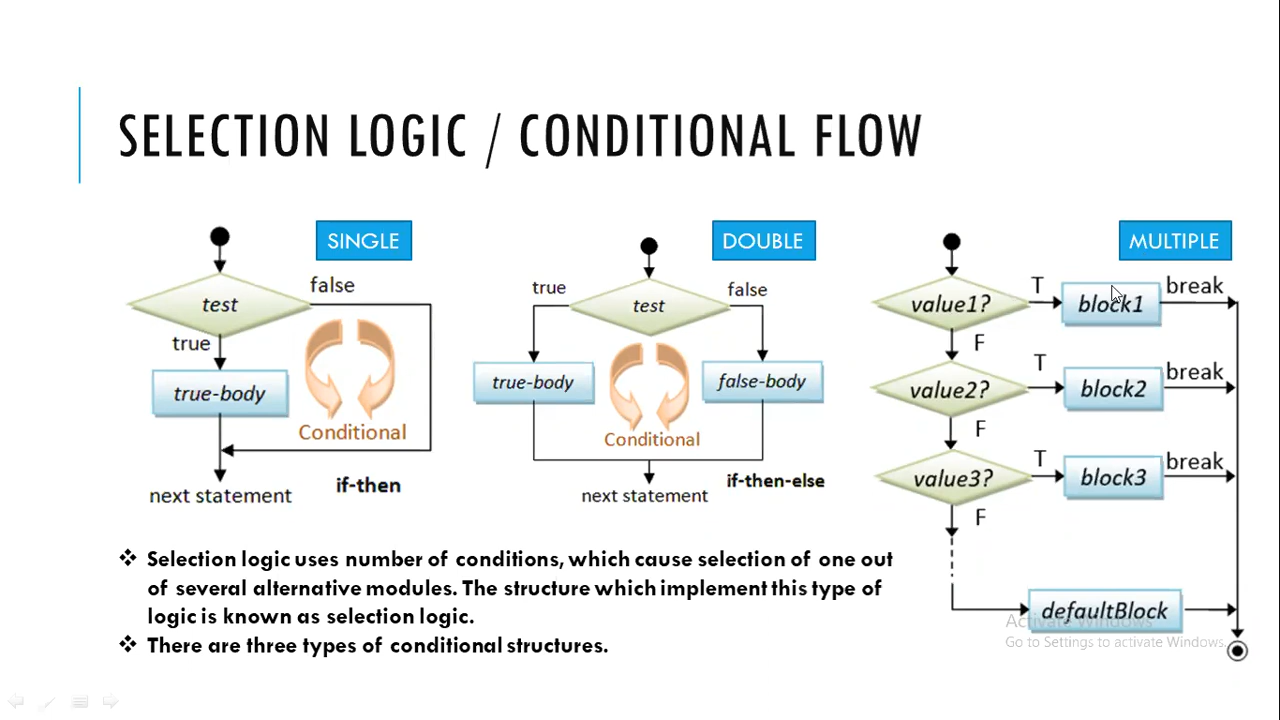 SELECTION LOGIC / CONDITIONAL FLOW
SINGLE
test
false
true
true-body
Conditional
next statement
if-then
DOUBLE
true
test
false
true-body
false-body
Conditional
next statement
if-then-else
MULTIPLE
value1?
T
block1
break
F
value2?
T
block2
break
F
value3?
T
block3
break
F
defaultBlock
❖ Selection logic uses number of conditions, which cause selection of one out
of several alternative modules. The structure which implement this type of
logic is known as selection logic.
❖ There are three types of conditional structures.
Activate Windows
Go to Settings to activate Windows.